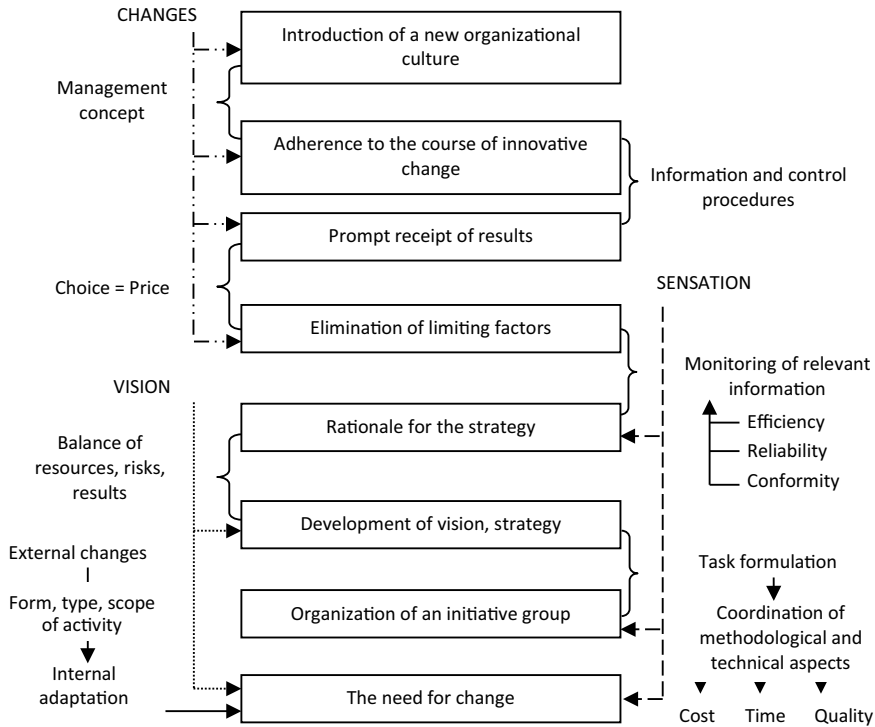 CHANGES
Introduction of a new organizational
culture
Management
concept
Adherence to the course of innovative
change
Information and control
procedures
Prompt receipt of results
Choice = Price
SENSATION
Elimination of limiting factors
Monitoring of relevant
information
VISION
Efficiency
Rationale for the strategy
Reliability
Balance of
resources, risks,
results
Conformity
Development of vision, strategy
External changes
Task formulation
Form, type, scope
of activity
Organization of an initiative group
Coordination of
methodological and
technical aspects
Internal
adaptation
The need for change
Cost Time Quality